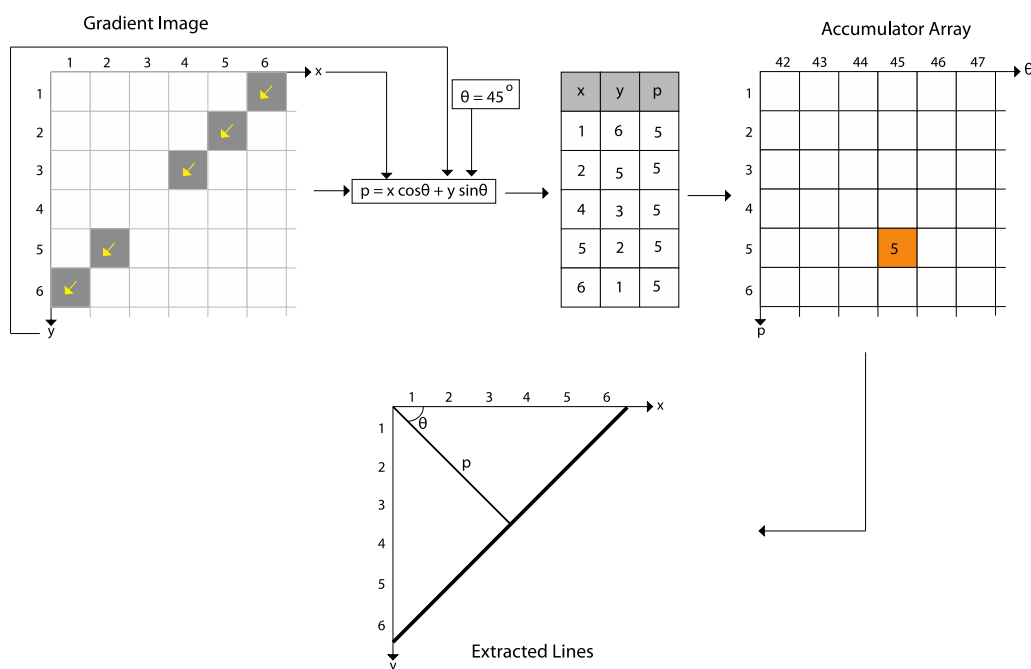 Gradient Image
1 2 3 4 5 6 x
1
2
3
4
5
6
y
θ = 45°
p = x cosθ + y sinθ
x y p
1 6 5
2 5 5
4 3 5
5 2 5
6 1 5
Accumulator Array
42 43 44 45 46 47 θ
1
2
3
4
5 5
6
p
1 2 3 4 5 6 x
θ
p
1
2
3
4
5
6
y
Extracted Lines